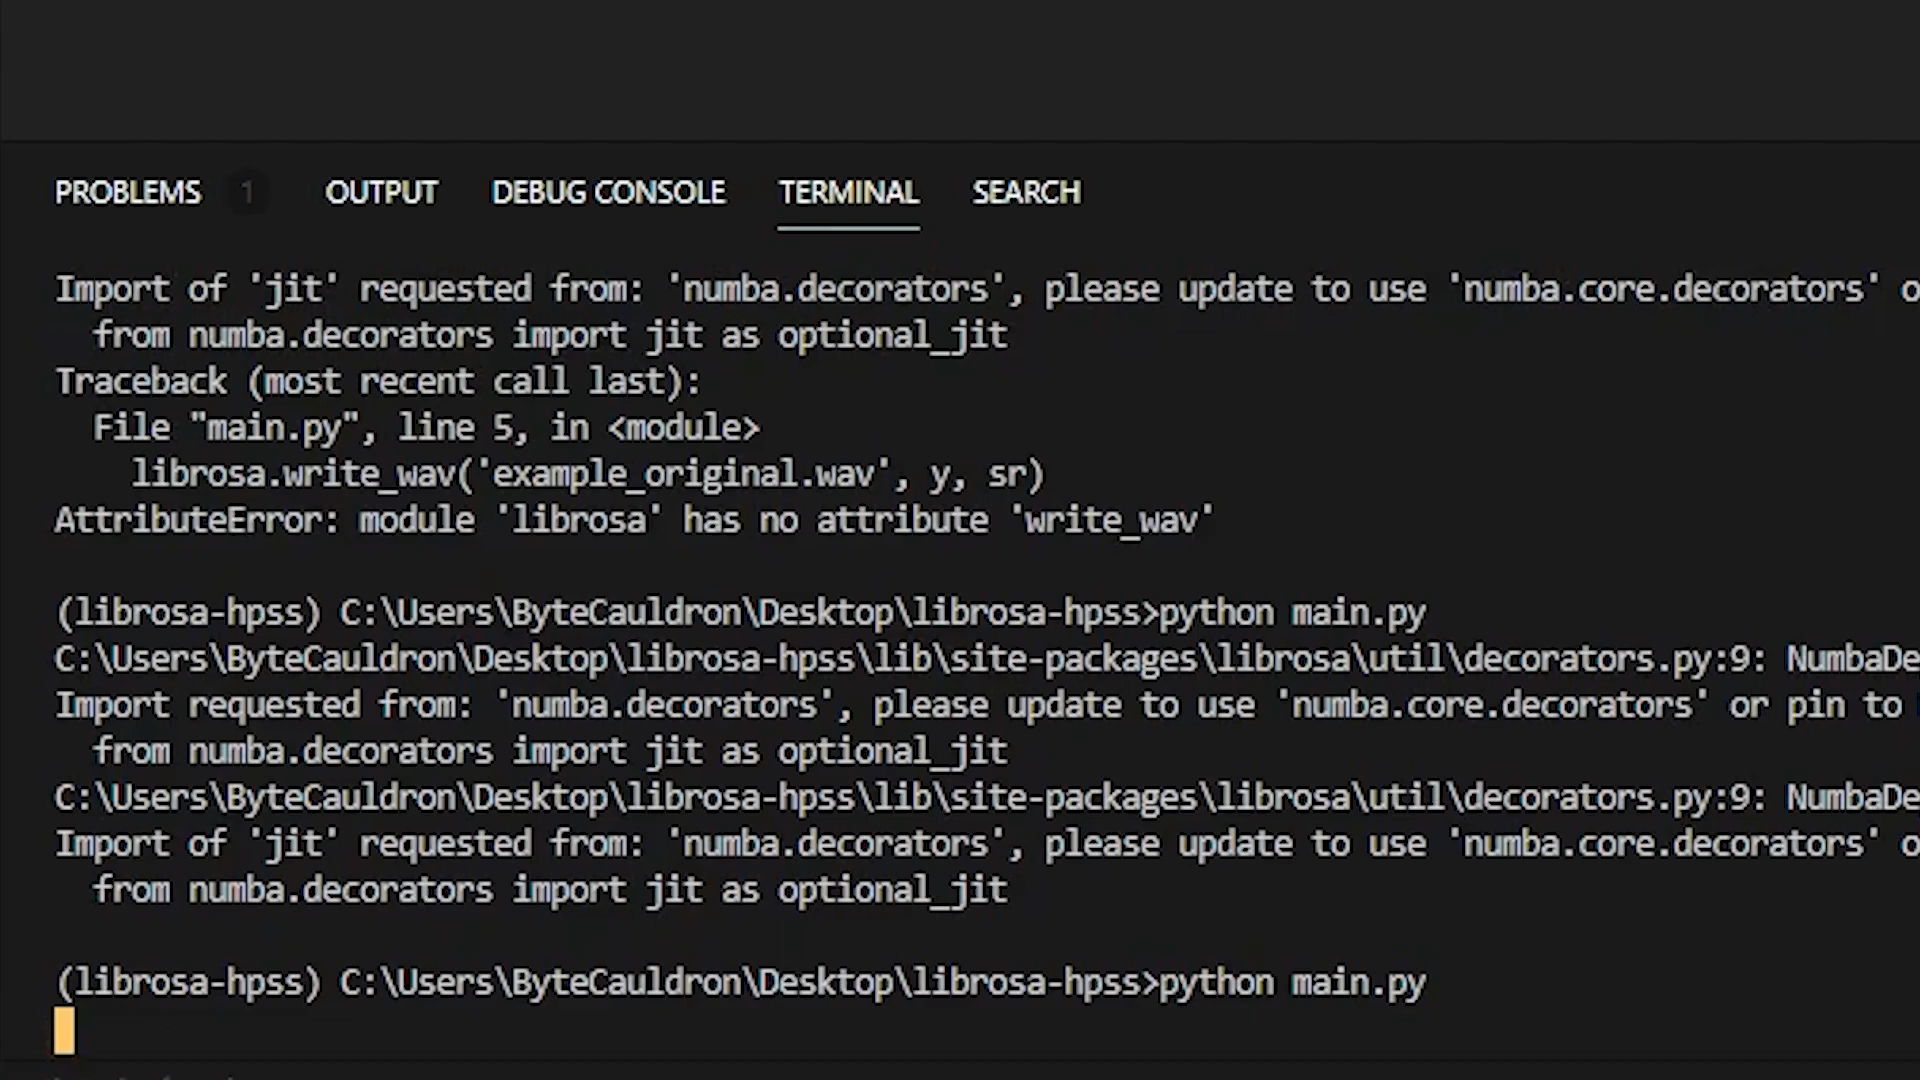 PROBLEMS 1 OUTPUT DEBUG CONSOLE TERMINAL SEARCH
Import of 'jit' requested from: 'numba.decorators', please update to use 'numba.core.decorators'
from numba.decorators import jit as optional_jit
Traceback (most recent call last):
File "main.py", line 5, in <module>
librosa.write_wav('example_original.wav', y, sr)
AttributeError: module 'librosa' has no attribute 'write_wav'
(librosa-hpss) C:\Users\ByteCauldron\Desktop\librosa-hpss>python main.py
C:\Users\ByteCauldron\Desktop\librosa-hpss\lib\site-packages\librosa\util\decorators.py:9: NumbaDe
Import requested from: 'numba.decorators', please update to use 'numba.core.decorators' or pin to
from numba.decorators import jit as optional_jit
C:\Users\ByteCauldron\Desktop\librosa-hpss\lib\site-packages\librosa\util\decorators.py:9: NumbaDe
Import of 'jit' requested from: 'numba.decorators', please update to use 'numba.core.decorators'
from numba.decorators import jit as optional_jit
(librosa-hpss) C:\Users\ByteCauldron\Desktop\librosa-hpss>python main.py